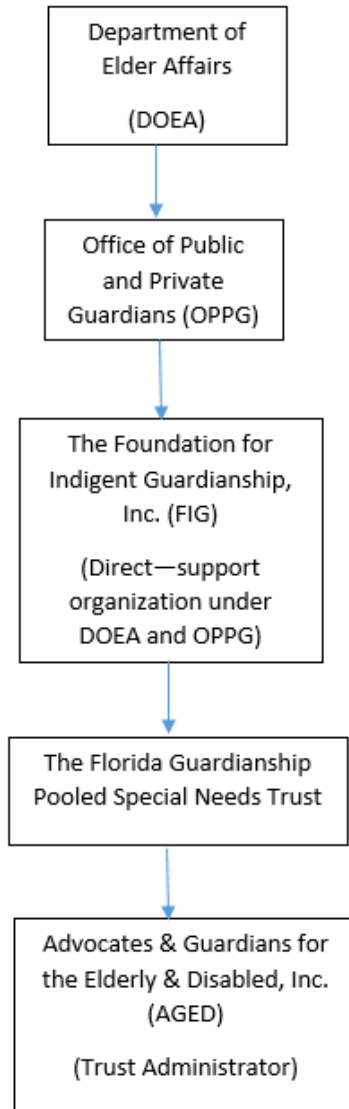 Department of
Elder Affairs
(DOEA)
Office of Public
and Private
Guardians (OPPG)
The Foundation for
Indigent Guardianship,
Inc. (FIG)
(Direct—support
organization under
DOEA and OPPG)
The Florida Guardianship
Pooled Special Needs Trust
Advocates & Guardians for
the Elderly & Disabled, Inc.
(AGED)
(Trust Administrator)